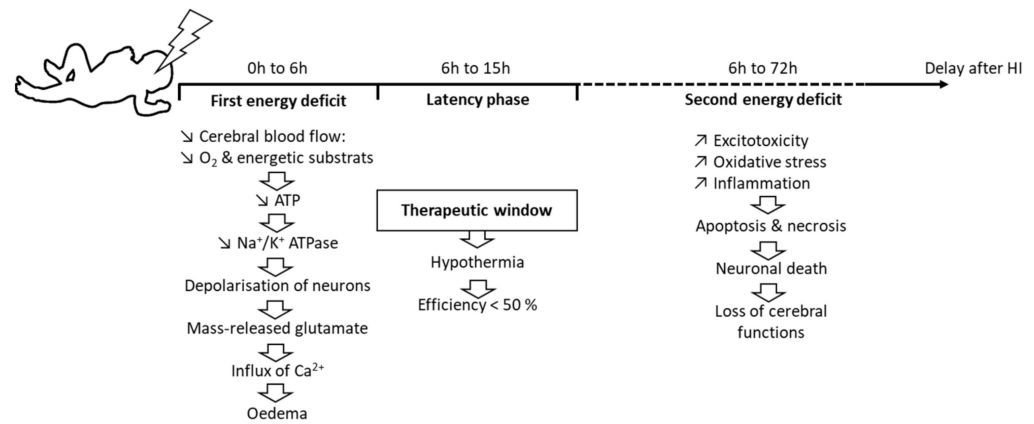 0h to 6h
6h to 15h
6h to 72h
Delay after HI
First energy deficit
Latency phase
Second energy deficit
↘ Cerebral blood flow:
↘ O₂ & energetic substrats
↘ ATP
↘ Na⁺/K⁺ ATPase
Depolarisation of neurons
Mass-released glutamate
Influx of Ca²⁺
Oedema
Therapeutic window
Hypothermia
Efficiency < 50 %
↗ Excitotoxicity
↗ Oxidative stress
↗ Inflammation
Apoptosis & necrosis
Neuronal death
Loss of cerebral
functions